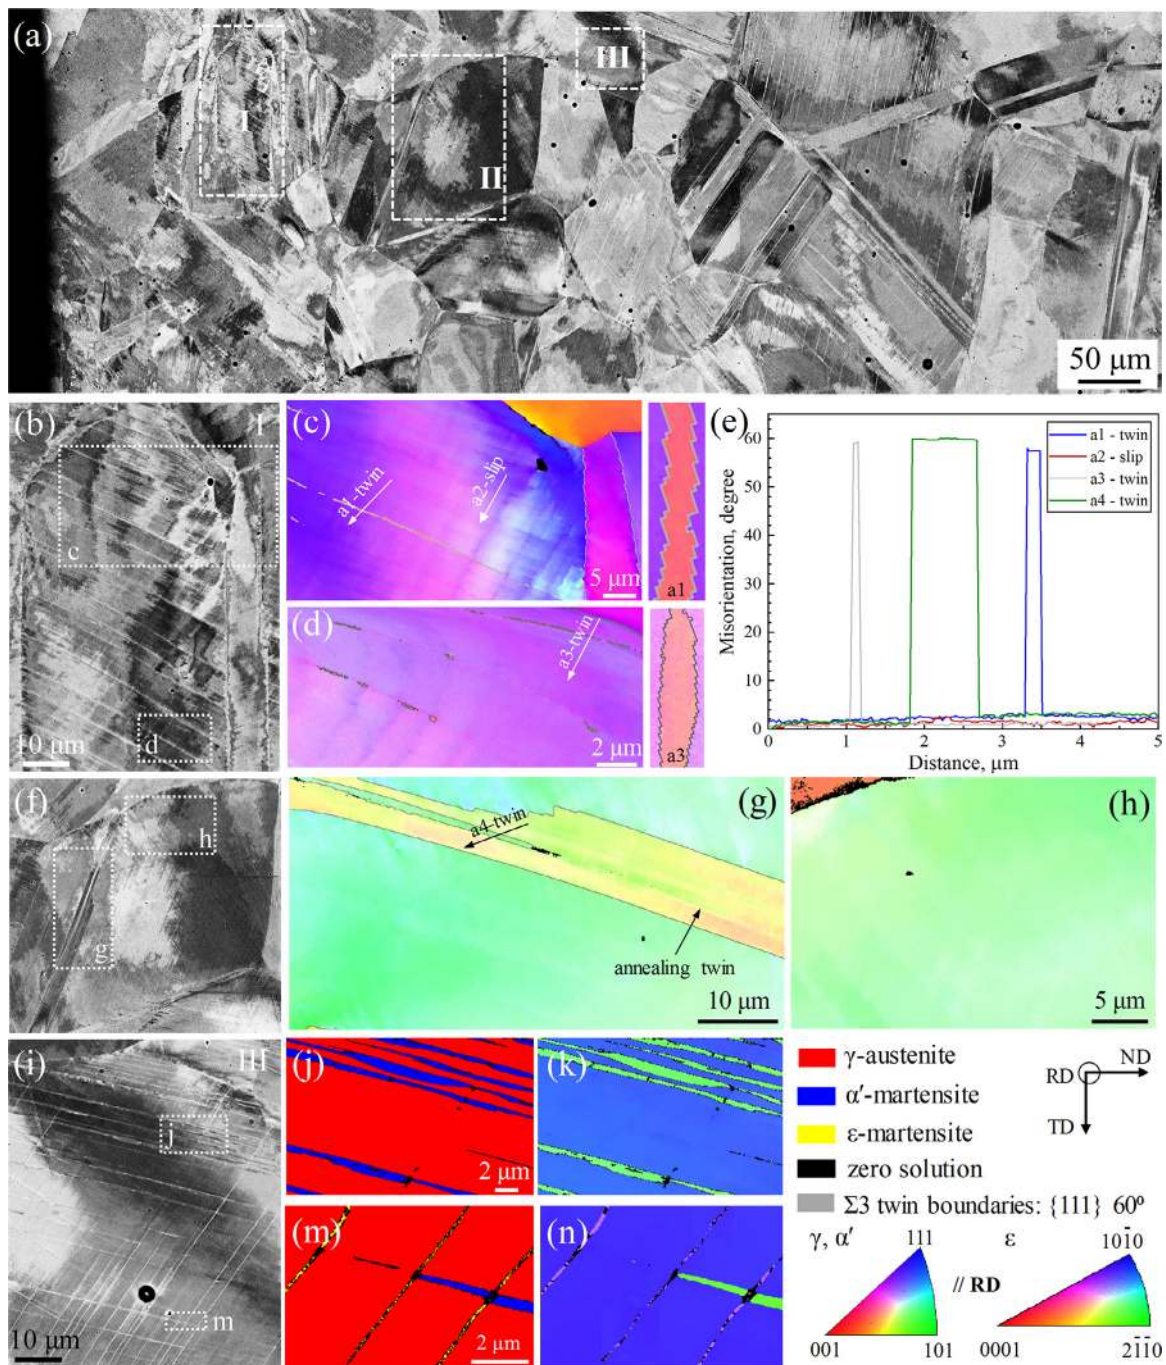 (a)
I
II
III
50 μm
(b)
I
c
d
10 μm
(c)
a1-twin
a2-slip
5 μm
a1
(d)
a3-twin
2 μm
a3
(e)
a1 - twin
a2 - slip
a3 - twin
a4 - twin
Misorientation, degree
60
50
40
30
20
10
0
0 1 2 3 4 5
Distance, μm
(f)
h
g
(g)
a4-twin
annealing twin
10 μm
(h)
5 μm
(i)
III
j
m
10 μm
(j)
2 μm
(k)
(m)
2 μm
(n)
γ-austenite
α′-martensite
ε-martensite
zero solution
Σ3 twin boundaries: {111} 60º
ND
RD
TD
γ, α′
111
001
101
// RD
ε
101̅0
0001
21̅1̅0